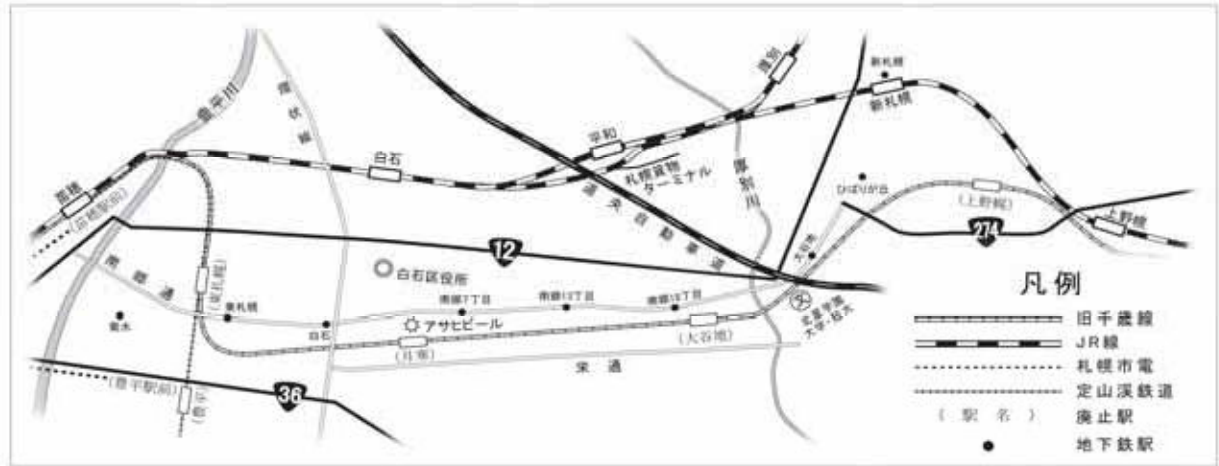 豊平川
環状線
厚別
新札幌
新札幌
平和
白石
札幌貨物
ターミナル
厚別川
道央自動車道
苗穂
(苗穂駅前)
ひばりが丘
(上野幌)
上野幌
274
12
大谷地
白石区役所
南郷通
(東札幌)
東札幌
菊水
白石
南郷7丁目
南郷13丁目
南郷18丁目
アサヒビール
(月寒)
(大谷地)
文
北星学園
大学・短大
栄通
(豊平駅前)
(豊平)
36
凡例
旧千歳線
JR線
札幌市電
定山渓鉄道
(駅名) 廃止駅
地下鉄駅